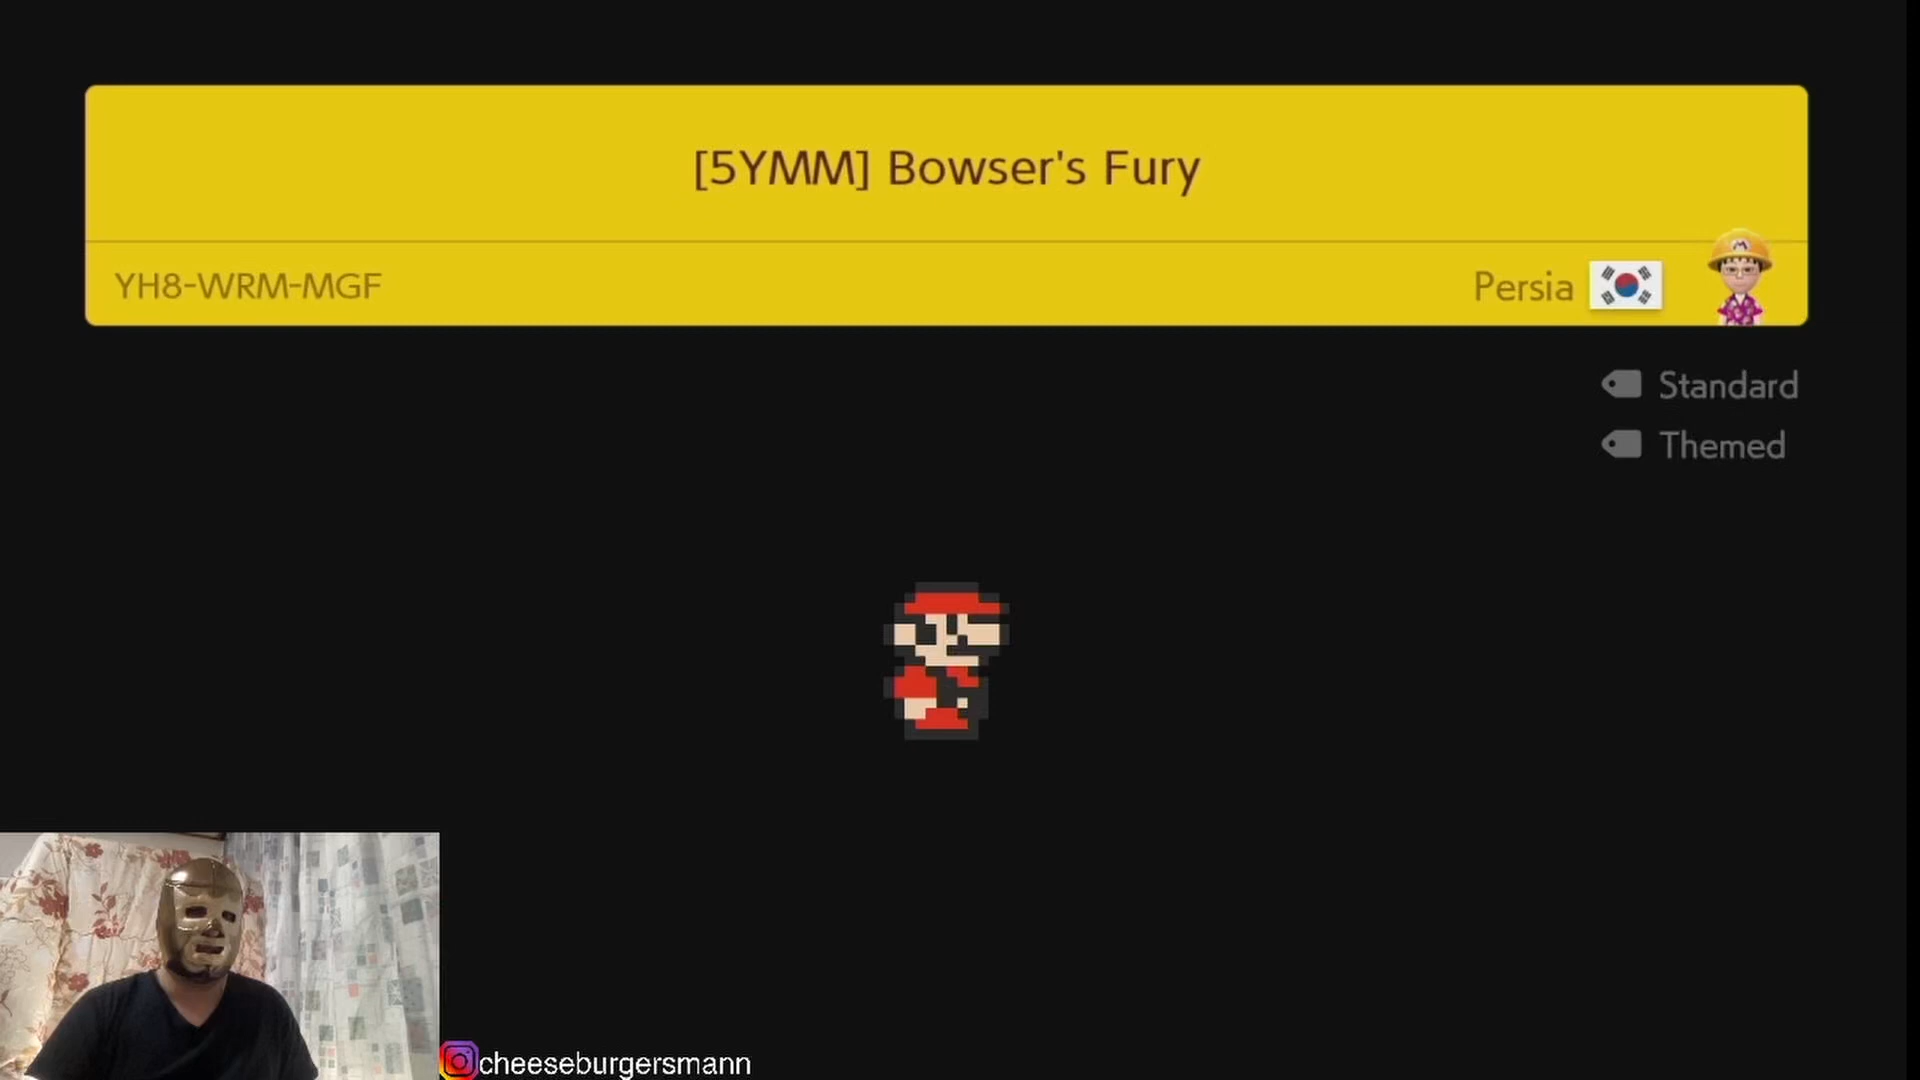 [5YMM] Bowser's Fury
YH8-WRM-MGF
Persia
Standard
Themed
cheeseburgersmann